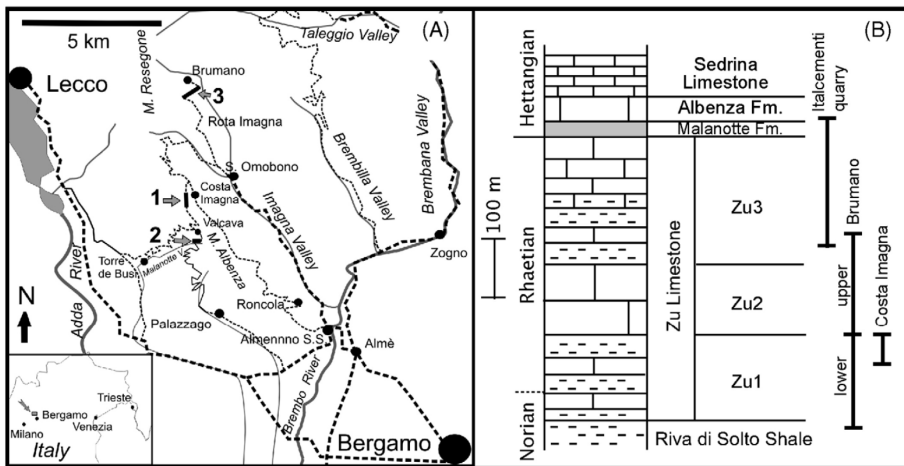 5 km
(A)
Taleggio Valley
Lecco
M. Resegone
Brumano
3
Rota Imagna
Brembilla Valley
Brembana Valley
S. Omobono
1
Costa
Imagna
Imagna Valley
Valcava
2
M. Albenza
Zogno
Torre
de Busi
Malanotte V.
River
Adda
N
Roncola
Palazzago
Almennno S.S.
Almè
Brembo River
Bergamo
Trieste
Bergamo
Milano
Venezia
Italy
(B)
Hettangian
Rhaetian
Norian
100 m
Sedrina
Limestone
Albenza Fm.
Malanotte Fm.
Zu Limestone
Zu3
Zu2
Zu1
Riva di Solto Shale
Italcementi
quarry
Brumano
upper
lower
Costa Imagna